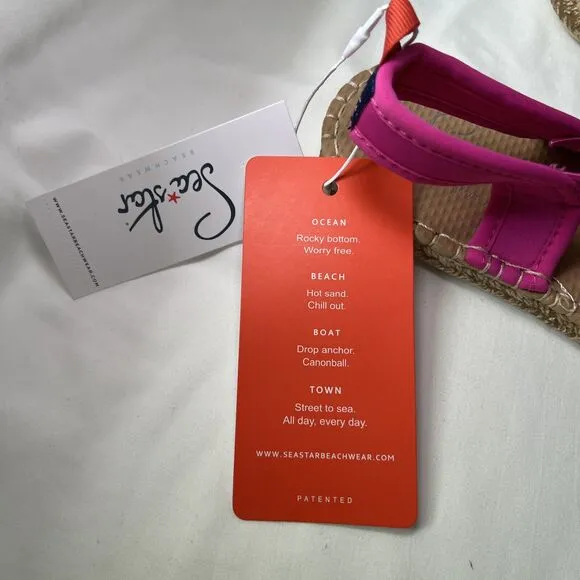 Sea star
BEACHWEAR
WWW.SEASTARBEACHWEAR.COM
OCEAN
Rocky bottom.
Worry free.
BEACH
Hot sand.
Chill out.
BOAT
Drop anchor.
Canonball.
TOWN
Street to sea.
All day, every day.
WWW.SEASTARBEACHWEAR.COM
PATENTED